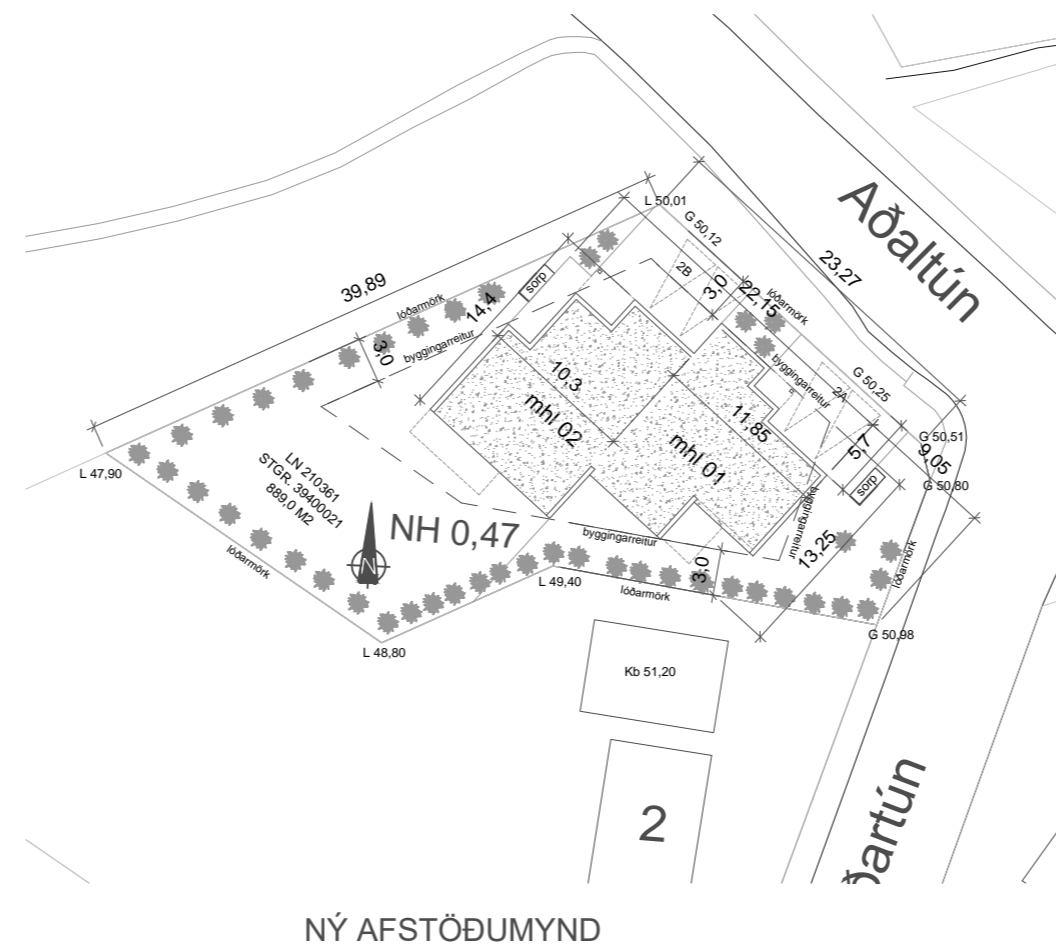 Aðaltún
L 50,01
G 50,12
23,27
39,89
lóðarmörk
14,4
sorp
2B
3,0
22,15
lóðarmörk
3,0
byggingarreitur
10,3
mhl 02
byggingarreitur
2A
G 50,25
11,85
mhl 01
5,7
G 50,51
9,05
G 50,80
sorp
L 47,90
LN 210361
STGR. 39400021
889,0 M2
NH 0,47
N
byggingarreitur
byggingarreitur
13,25
lóðarmörk
lóðarmörk
L 49,40
3,0
lóðarmörk
L 48,80
G 50,98
Kb 51,20
2
ðartún
NÝ AFSTÖÐUMYND